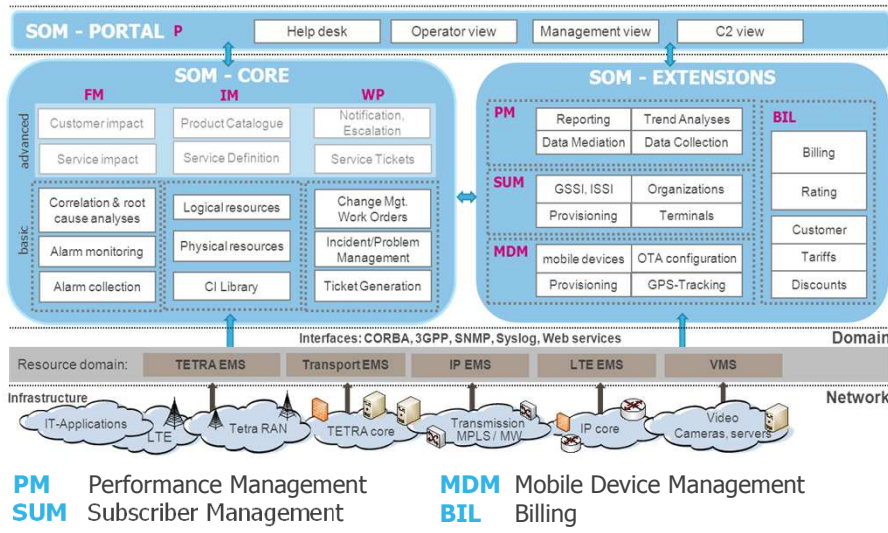 SOM - PORTAL P
Help desk
Operator view
Management view
C2 view
SOM - CORE
FM
IM
WP
advanced
Customer impact
Product Catalogue
Notification,
Escalation
Service impact
Service Definition
Service Tickets
basic
Correlation & root
cause analyses
Logical resources
Change Mgt.
Work Orders
Alarm monitoring
Physical resources
Incident/Problem
Management
Alarm collection
CI Library
Ticket Generation
SOM - EXTENSIONS
PM
Reporting
Trend Analyses
Data Mediation
Data Collection
SUM
GSSI, ISSI
Organizations
Provisioning
Terminals
MDM
mobile devices
OTA configuration
Provisioning
GPS-Tracking
BIL
Billing
Rating
Customer
Tariffs
Discounts
Interfaces: CORBA, 3GPP, SNMP, Syslog, Web services
Domain
Resource domain:
TETRA EMS
Transport EMS
IP EMS
LTE EMS
VMS
Infrastructure
Network
IT-Applications
LTE
Tetra RAN
TETRA core
Transmission
MPLS / MW
IP core
Video
Cameras, servers
PM Performance Management
MDM Mobile Device Management
SUM Subscriber Management
BIL Billing